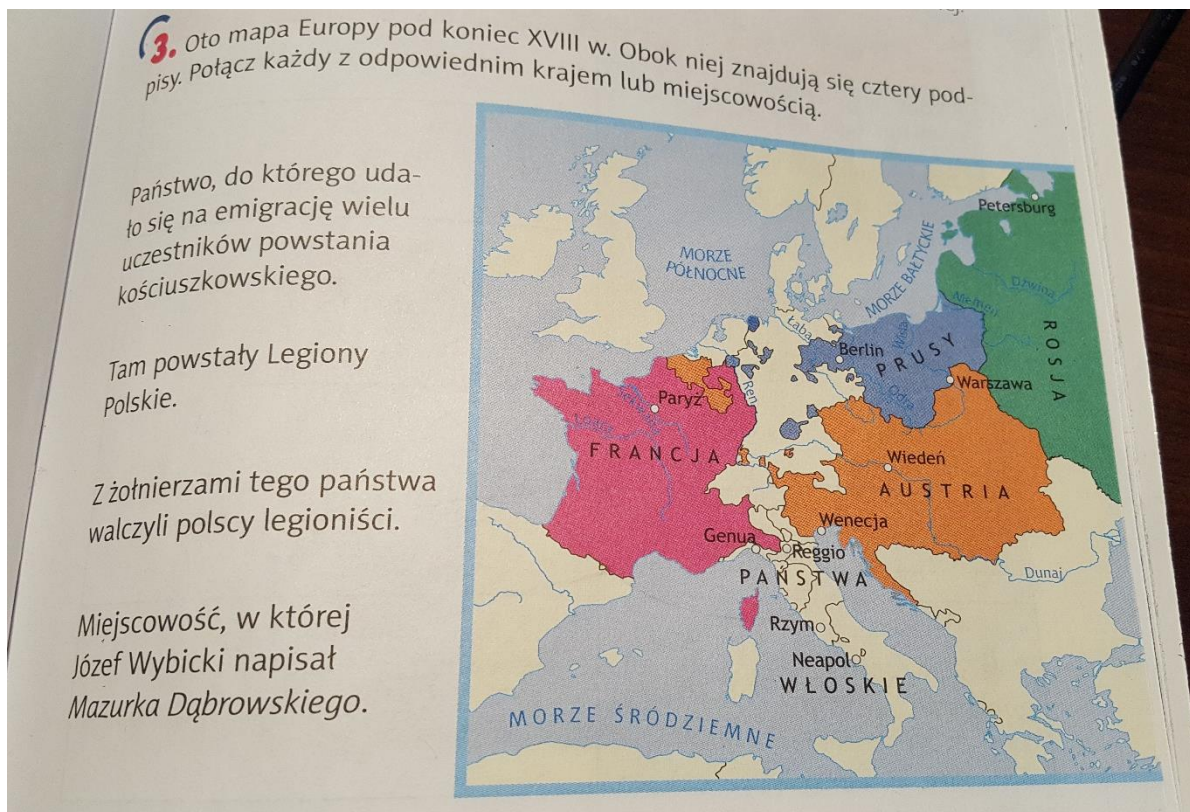 3. Oto mapa Europy pod koniec XVIII w. Obok niej znajdują się cztery pod-
pisy. Połącz każdy z odpowiednim krajem lub miejscowością.
Państwo, do którego uda-
ło się na emigrację wielu
uczestników powstania
kościuszkowskiego.
Tam powstały Legiony
Polskie.
Z żołnierzami tego państwa
walczyli polscy legioniści.
Miejscowość, w której
Józef Wybicki napisał
Mazurka Dąbrowskiego.
Petersburg
MORZE
PÓŁNOCNE
MORZE BAŁTYCKIE
Dźwina
Niemen
ROSJA
Łaba
Wisła
Berlin
PRUSY
Warszawa
Odra
Ren
Paryż
Sekwana
Loara
FRANCJA
Wiedeń
AUSTRIA
Wenecja
Genua
Reggio
PAŃSTWA
Dunaj
Rzym
Neapol
WŁOSKIE
MORZE ŚRÓDZIEMNE